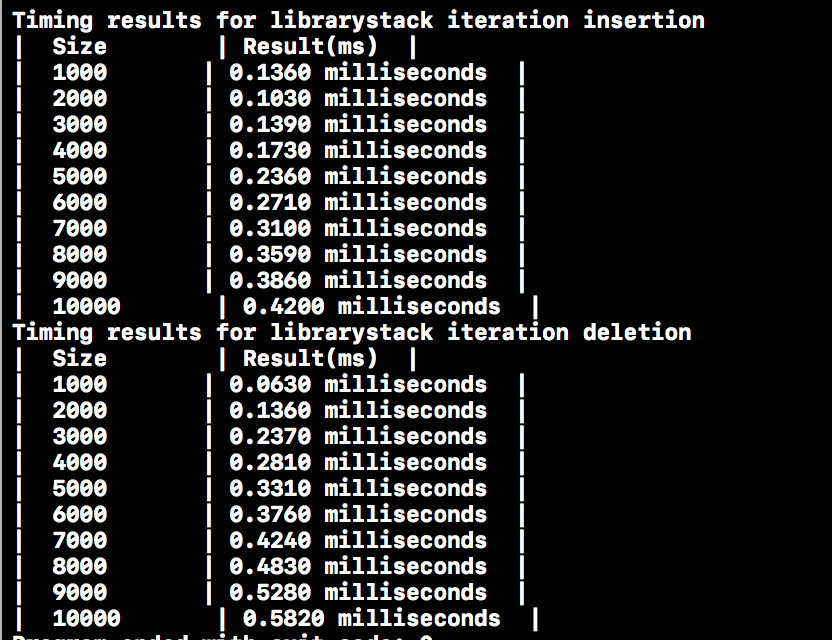 Timing results for librarystack iteration insertion
| Size | Result(ms) |
| 1000 | 0.1360 milliseconds |
| 2000 | 0.1030 milliseconds |
| 3000 | 0.1390 milliseconds |
| 4000 | 0.1730 milliseconds |
| 5000 | 0.2360 milliseconds |
| 6000 | 0.2710 milliseconds |
| 7000 | 0.3100 milliseconds |
| 8000 | 0.3590 milliseconds |
| 9000 | 0.3860 milliseconds |
| 10000 | 0.4200 milliseconds |
Timing results for librarystack iteration deletion
| Size | Result(ms) |
| 1000 | 0.0630 milliseconds |
| 2000 | 0.1360 milliseconds |
| 3000 | 0.2370 milliseconds |
| 4000 | 0.2810 milliseconds |
| 5000 | 0.3310 milliseconds |
| 6000 | 0.3760 milliseconds |
| 7000 | 0.4240 milliseconds |
| 8000 | 0.4830 milliseconds |
| 9000 | 0.5280 milliseconds |
| 10000 | 0.5820 milliseconds |
Program ended with exit code: